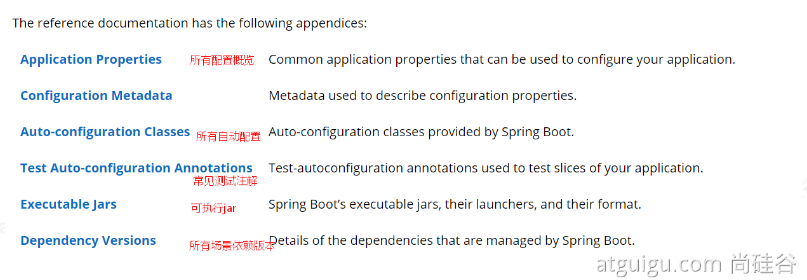 The reference documentation has the following appendices:
Application Properties 所有配置概览 Common application properties that can be used to configure your application.
Configuration Metadata Metadata used to describe configuration properties.
Auto-configuration Classes 所有自动配置 Auto-configuration classes provided by Spring Boot.
Test Auto-configuration Annotations Test-autoconfiguration annotations used to test slices of your application.
常见测试注解
Executable Jars 可执行jar Spring Boot's executable jars, their launchers, and their format.
Dependency Versions 所有场景依赖版本 Details of the dependencies that are managed by Spring Boot.
atguigu.com 尚硅谷